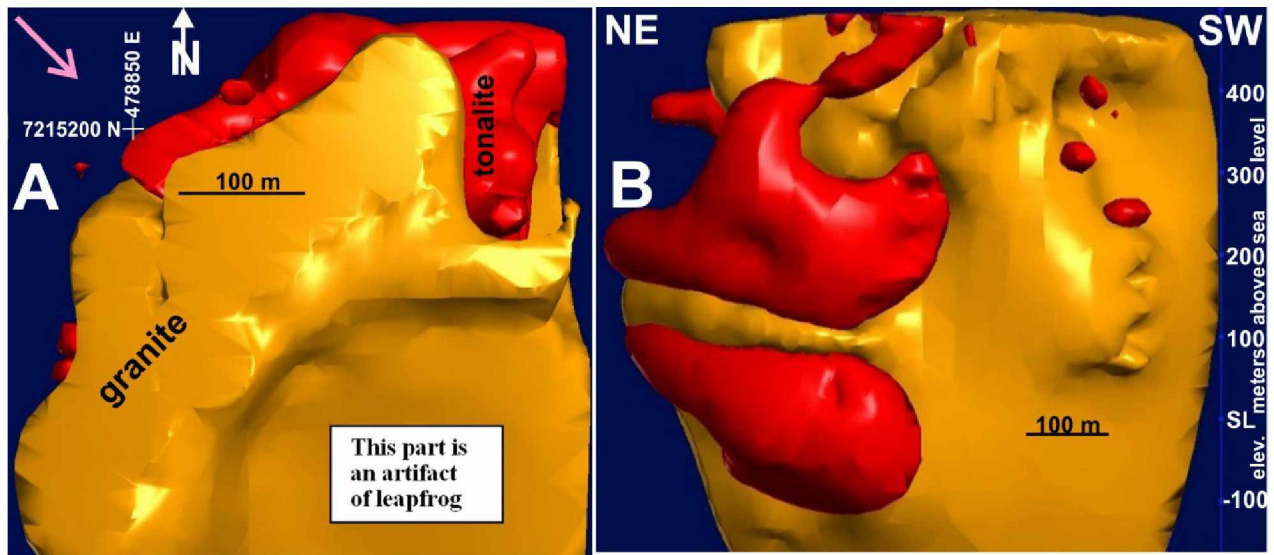 N
478850 E
7215200 N
A
100 m
tonalite
granite
This part is
an artifact
of leapfrog
NE
SW
B
400
300
200
100
SL
-100
elev. meters above sea level
100 m